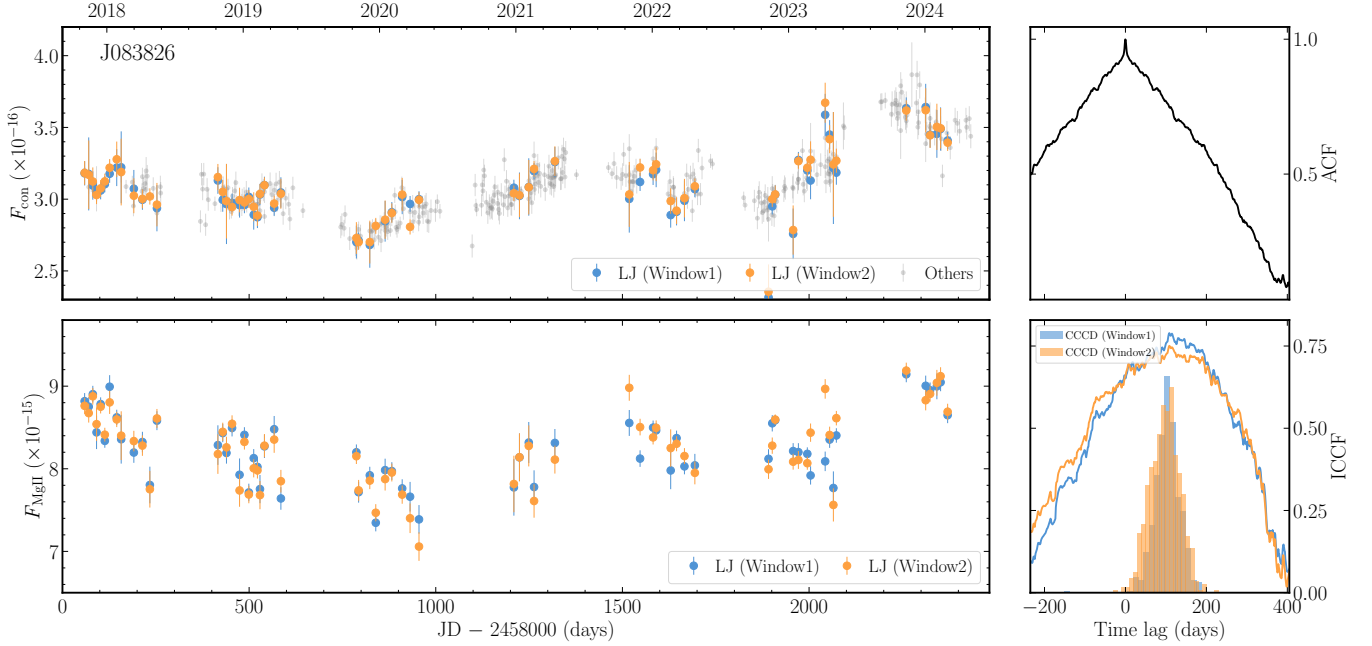 2018 2019 2020 2021 2022 2023 2024
J083826
4.0
3.5
3.0
2.5
F_con (×10⁻¹⁶)
LJ (Window1) LJ (Window2) Others
1.0
0.5
ACF
9
8
7
F_MgII (×10⁻¹⁵)
LJ (Window1) LJ (Window2)
0 500 1000 1500 2000
JD − 2458000 (days)
CCCD (Window1)
CCCD (Window2)
0.75
0.50
0.25
0.00
ICCF
−200 0 200 400
Time lag (days)